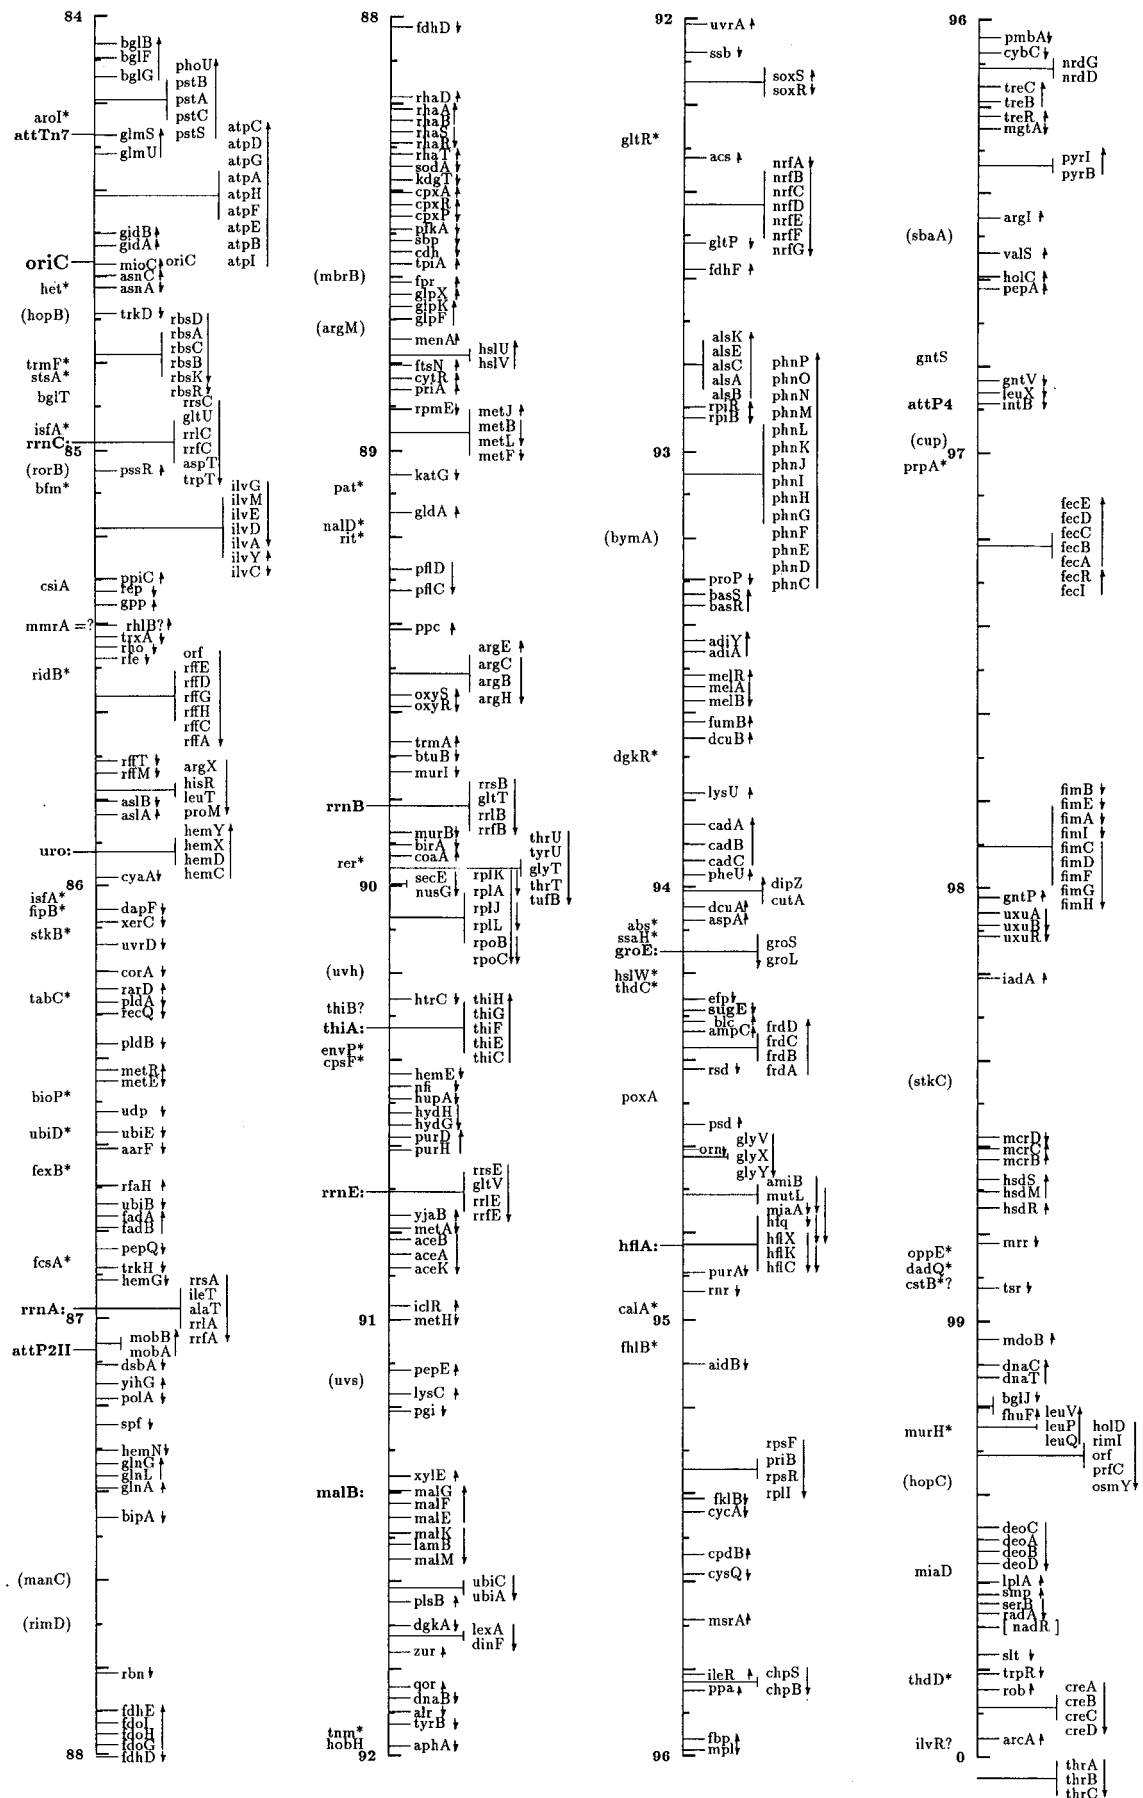 84
bglB
bglF
bglG
phoU
pstB
pstA
pstC
pstS
aroI*
attTn7
glmS
glmU
atpC
atpD
atpG
atpA
atpH
atpF
atpE
atpB
atpI
gidB
gidA
oriC
mioC
oriC
asnC
het*
asnA
(hopB)
trkD
rbsD
rbsA
rbsC
rbsB
rbsK
rbsR
trmF*
stsA*
bglT
rrsC
gltU
rrlC
rrfC
aspT
trpT
isfA*
rrnC:
85
(rorB)
pssR
bfm*
ilvG
ilvM
ilvE
ilvD
ilvA
ilvY
ilvC
csiA
ppiC
rep
gpp
mmrA =?
rhlB?
trxA
rho
rfe
ridB*
orf
rffE
rffD
rffG
rffH
rffC
rffA
rffT
rffM
argX
hisR
leuT
proM
aslB
aslA
uro:
hemY
hemX
hemD
hemC
cyaA
86
isfA*
fipB*
dapF
xerC
stkB*
uvrD
corA
rarD
tabC*
pldA
recQ
pldB
metR
metE
bioP*
udp
ubiD*
ubiE
aarF
fexB*
rfaH
ubiB
fadA
fadB
pepQ
fcsA*
trkH
hemG
rrsA
ileT
alaT
rrlA
rrfA
rrnA:
87
mobB
mobA
attP2II
dsbA
yihG
polA
spf
hemN
glnG
glnL
glnA
bipA
(manC)
(rimD)
rbn
fdhE
fdoI
fdoH
fdoG
88
fdhD
88
fdhD
rhaD
rhaA
rhaB
rhaS
rhaR
rhaT
sodA
kdgT
cpxA
cpxR
cpxP
pfkA
sbp
cdh
tpiA
(mbrB)
fpr
glpX
glpK
glpF
(argM)
menA
hslU
hslV
ftsN
cytR
priA
rpmE
metJ
metB
metL
metF
89
katG
pat*
gldA
nalD*
rit*
pflD
pflC
ppc
argE
argC
argB
argH
oxyS
oxyR
trmA
btuB
murI
rrnB
rrsB
gltT
rrlB
rrfB
murB
birA
coaA
rer*
thrU
tyrU
glyT
thrT
tufB
90
secE
nusG
rplK
rplA
rplJ
rplL
rpoB
rpoC
(uvh)
htrC
thiB?
thiA:
thiH
thiG
thiF
thiE
thiC
envP*
cpsF*
hemE
nfi
hupA
hydH
hydG
purD
purH
rrnE:
rrsE
gltV
rrlE
rrfE
yjaB
metA
aceB
aceA
aceK
iclR
91
metH
(uvs)
pepE
lysC
pgi
xylE
malB:
malG
malF
malE
malK
lamB
malM
ubiC
ubiA
plsB
dgkA
lexA
dinF
zur
qor
dnaB
alr
tyrB
tnm*
hobH
aphA
92
92
uvrA
ssb
soxS
soxR
gltR*
acs
nrfA
nrfB
nrfC
nrfD
nrfE
nrfF
nrfG
gltP
fdhF
alsK
alsE
alsC
alsA
alsB
rpiR
rpiB
93
phnP
phnO
phnN
phnM
phnL
phnK
phnJ
phnI
phnH
phnG
phnF
phnE
phnD
phnC
(bymA)
proP
basS
basR
adiY
adiA
melR
melA
melB
fumB
dcuB
dgkR*
lysU
cadA
cadB
cadC
pheU
94
dipZ
cutA
dcuA
aspA
abs*
ssaH*
groE:
groS
groL
hslW*
thdC*
efp
sugE
blc
ampC
frdD
frdC
frdB
frdA
rsd
poxA
psd
orn
glyV
glyX
glyY
amiB
mutL
miaA
hfq
hflX
hflK
hflC
hflA:
purA
rnr
calA*
95
fhlB*
aidB
rpsF
priB
rpsR
rplI
fklB
cycA
cpdB
cysQ
msrA
ileR
ppa
chpS
chpB
fbp
96
mpl
96
pmbA
cybC
nrdG
nrdD
treC
treB
treR
mgtA
pyrI
pyrB
argI
(sbaA)
valS
holC
pepA
gntS
gntV
leuX
attP4
intB
(cup)
97
prpA*
fecE
fecD
fecC
fecB
fecA
fecR
fecI
fimB
fimE
fimA
fimI
fimC
fimD
fimF
fimG
fimH
98
gntP
uxuA
uxuB
uxuR
iadA
(stkC)
mcrD
mcrC
mcrB
hsdS
hsdM
hsdR
mrr
oppE*
dadQ*
cstB*?
tsr
99
mdoB
dnaC
dnaT
bglJ
fhuF
leuV
leuP
leuQ
murH*
holD
rimI
orf
prfC
osmY
(hopC)
deoC
deoA
deoB
deoD
miaD
lplA
smp
serB
radA
[ nadR ]
slt
thdD*
trpR
rob
creA
creB
creC
creD
ilvR?
arcA
0
thrA
thrB
thrC